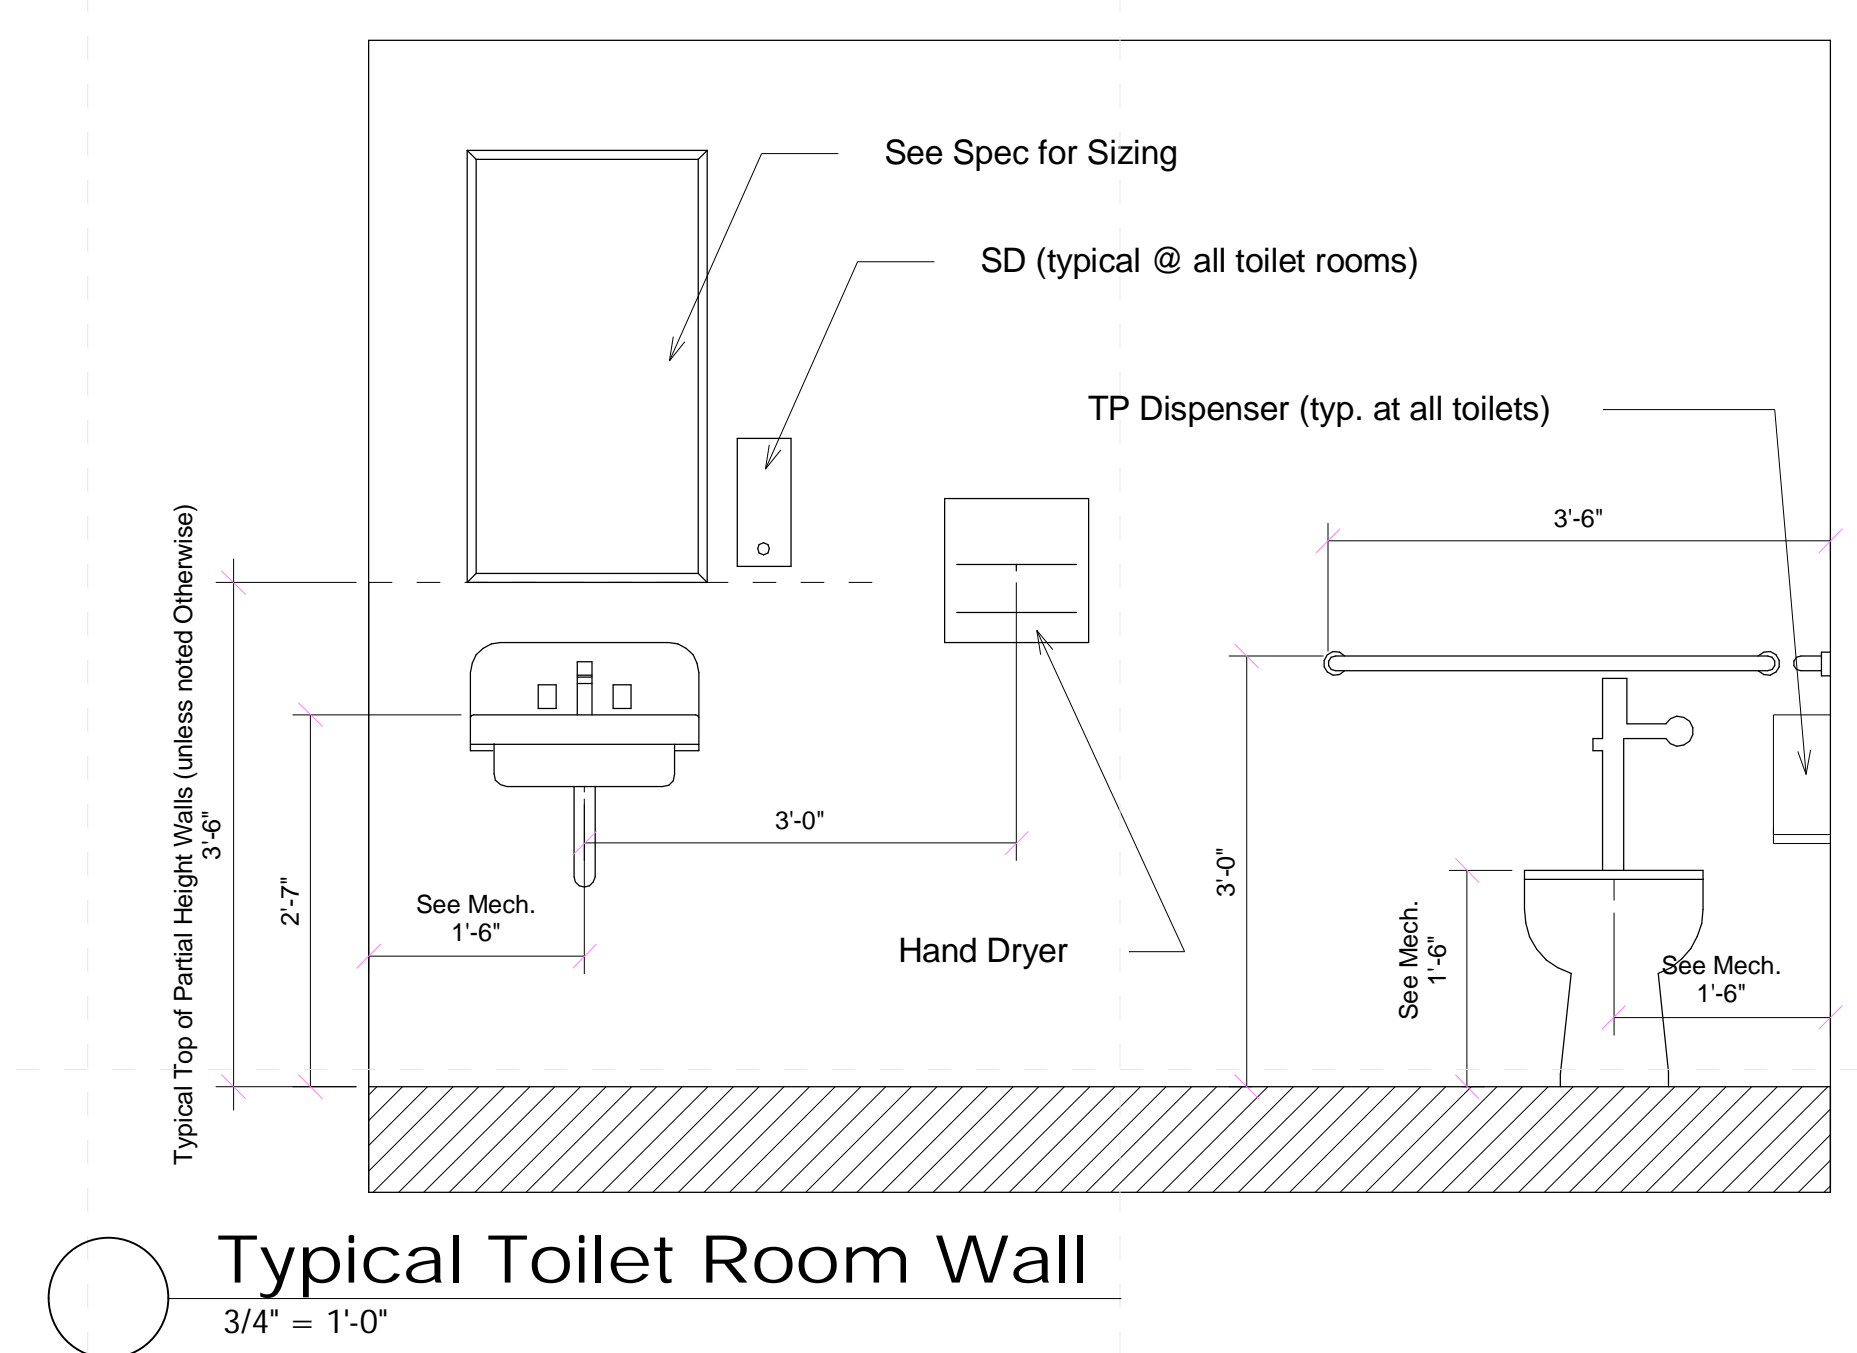 See Spec for Sizing
SD (typical @ all toilet rooms)
TP Dispenser (typ. at all toilets)
3'-6"
Typical Top of Partial Height Walls (unless noted Otherwise)
3'-6"
2'-7"
3'-0"
See Mech.
1'-6"
Hand Dryer
3'-0"
See Mech.
1'-6"
See Mech.
1'-6"
Typical Toilet Room Wall
3/4" = 1'-0"